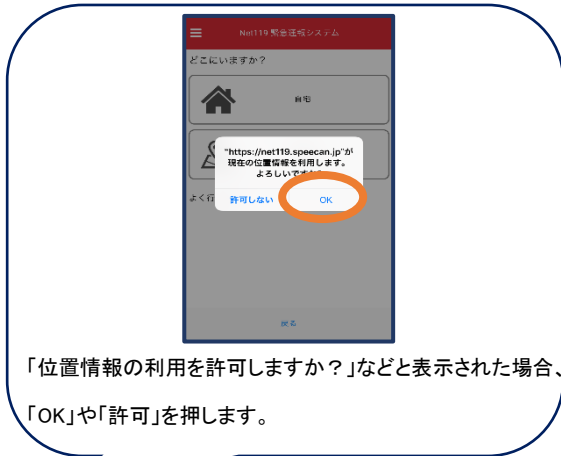 Net119 緊急通報システム
どこにいますか？
自宅
"https://net119.speecan.jp"が
現在の位置情報を利用します。
よろしいですか
よく行
許可しない
OK
戻る
「位置情報の利用を許可しますか？」などと表示された場合、
「OK」や「許可」を押します。